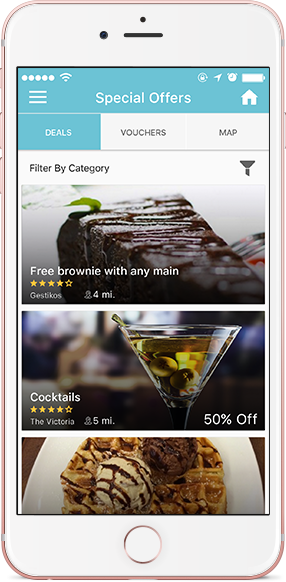 Special Offers
DEALS VOUCHERS MAP
Filter By Category
Free brownie with any main
Gestikos 4 mi.
Cocktails
The Victoria 5 mi.
50% Off